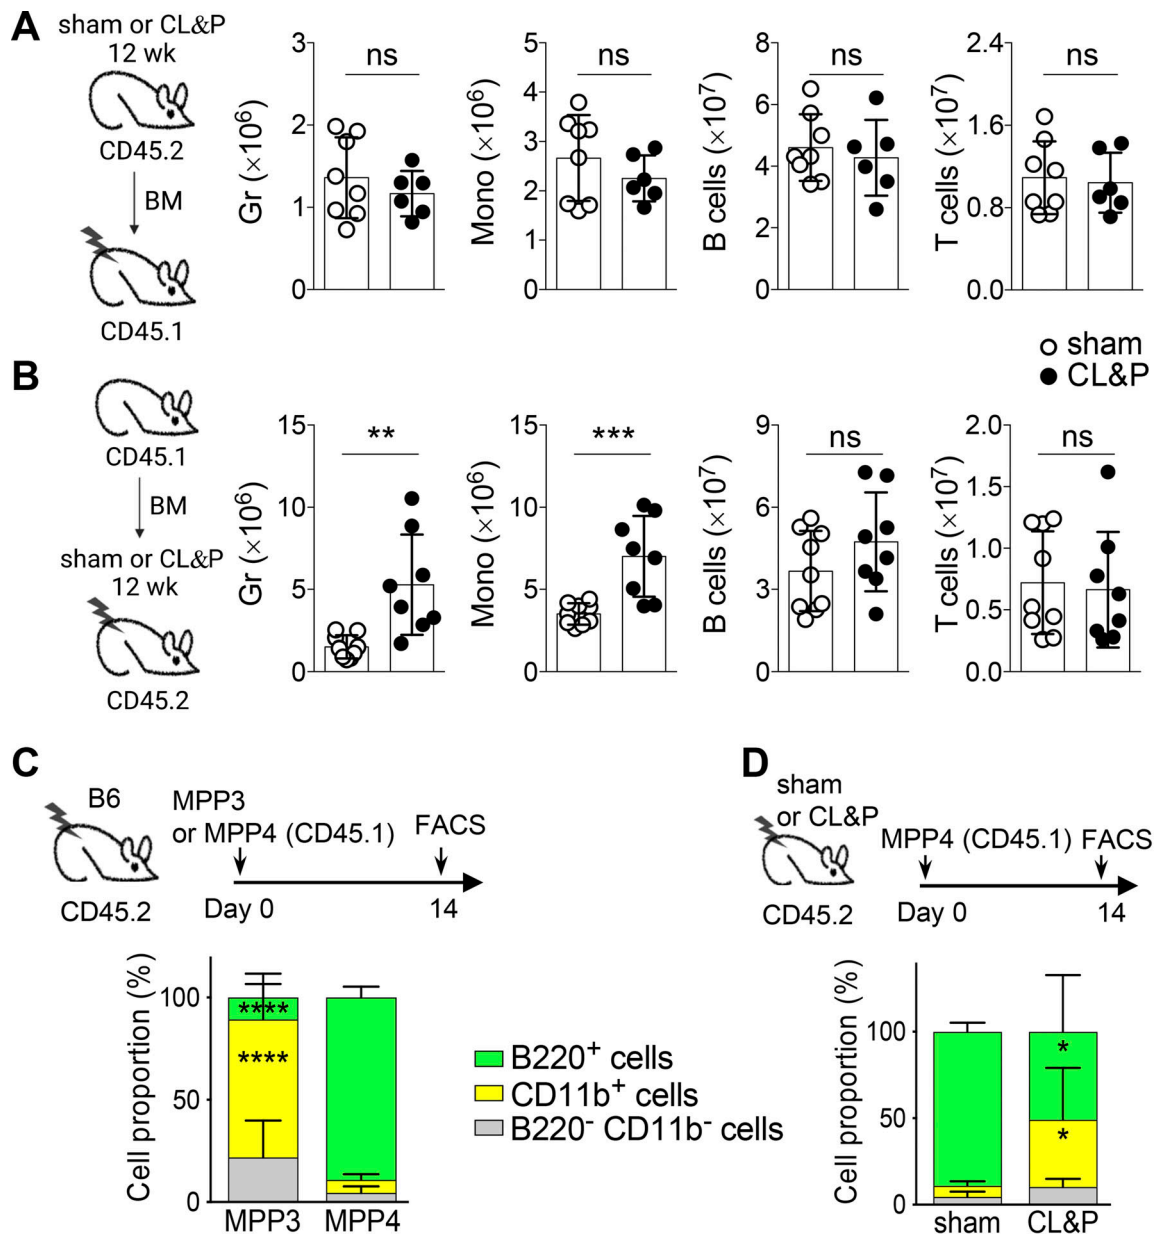 A
sham or CL&P
12 wk
CD45.2
BM
CD45.1
Gr (×10⁶)
3
2
1
0
ns
Mono (×10⁶)
5
4
3
2
1
0
ns
B cells (×10⁷)
8
6
4
2
0
ns
T cells (×10⁷)
2.4
1.6
0.8
0.0
ns
sham
CL&P
B
CD45.1
BM
sham or CL&P
12 wk
CD45.2
Gr (×10⁶)
15
10
5
0
**
Mono (×10⁶)
15
10
5
0
***
B cells (×10⁷)
9
6
3
0
ns
T cells (×10⁷)
2.0
1.5
1.0
0.5
0.0
ns
C
B6
CD45.2
MPP3
or MPP4 (CD45.1)
FACS
Day 0
14
Cell proportion (%)
100
50
0
****
****
MPP3
MPP4
B220⁺ cells
CD11b⁺ cells
B220⁻ CD11b⁻ cells
D
sham
or CL&P
CD45.2
MPP4 (CD45.1)
FACS
Day 0
14
Cell proportion (%)
100
50
0
*
*
sham
CL&P